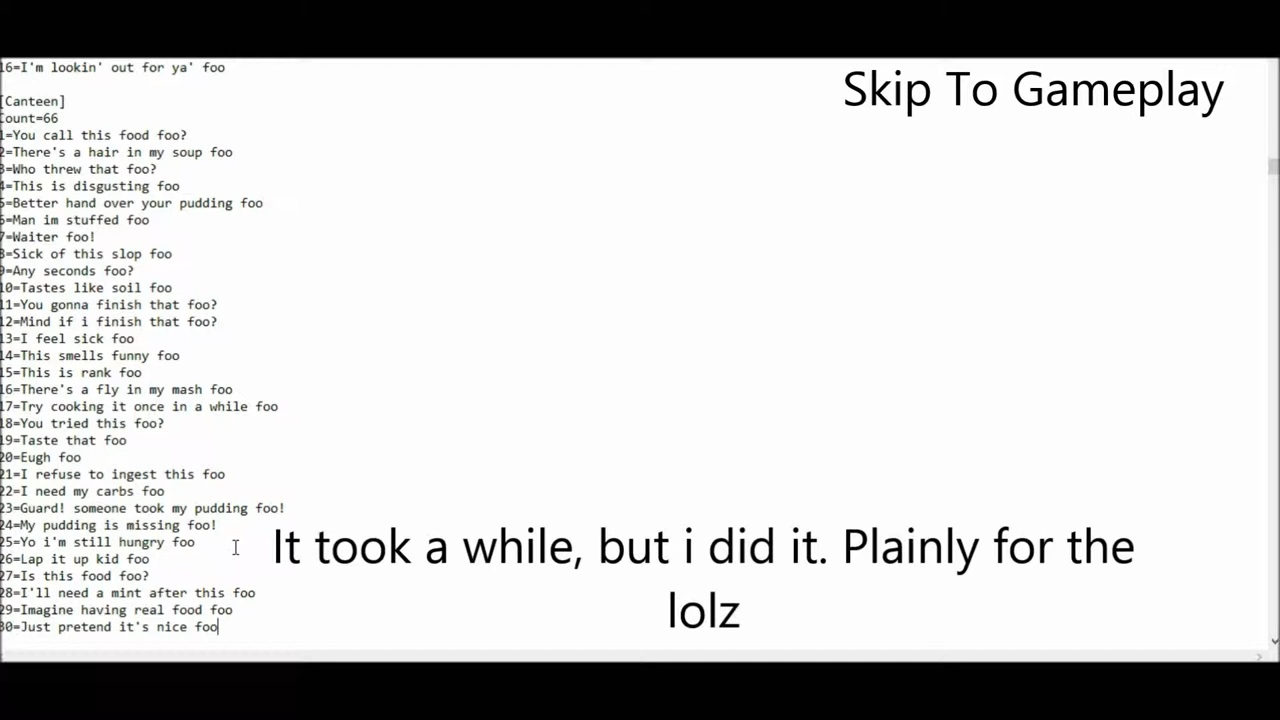 16=I'm lookin' out for ya' foo
Skip To Gameplay
[Canteen]
Count=66
1=You call this food foo?
2=There's a hair in my soup foo
3=Who threw that foo?
4=This is disgusting foo
5=Better hand over your pudding foo
6=Man im stuffed foo
7=Waiter foo!
8=Sick of this slop foo
9=Any seconds foo?
10=Tastes like soil foo
11=You gonna finish that foo?
12=Mind if i finish that foo?
13=I feel sick foo
14=This smells funny foo
15=This is rank foo
16=There's a fly in my mash foo
17=Try cooking it once in a while foo
18=You tried this foo?
19=Taste that foo
20=Eugh foo
21=I refuse to ingest this foo
22=I need my carbs foo
23=Guard! someone took my pudding foo!
24=My pudding is missing foo!
25=Yo i'm still hungry foo
26=Lap it up kid foo
27=Is this food foo?
28=I'll need a mint after this foo
29=Imagine having real food foo
30=Just pretend it's nice foo
It took a while, but i did it. Plainly for the
lolz